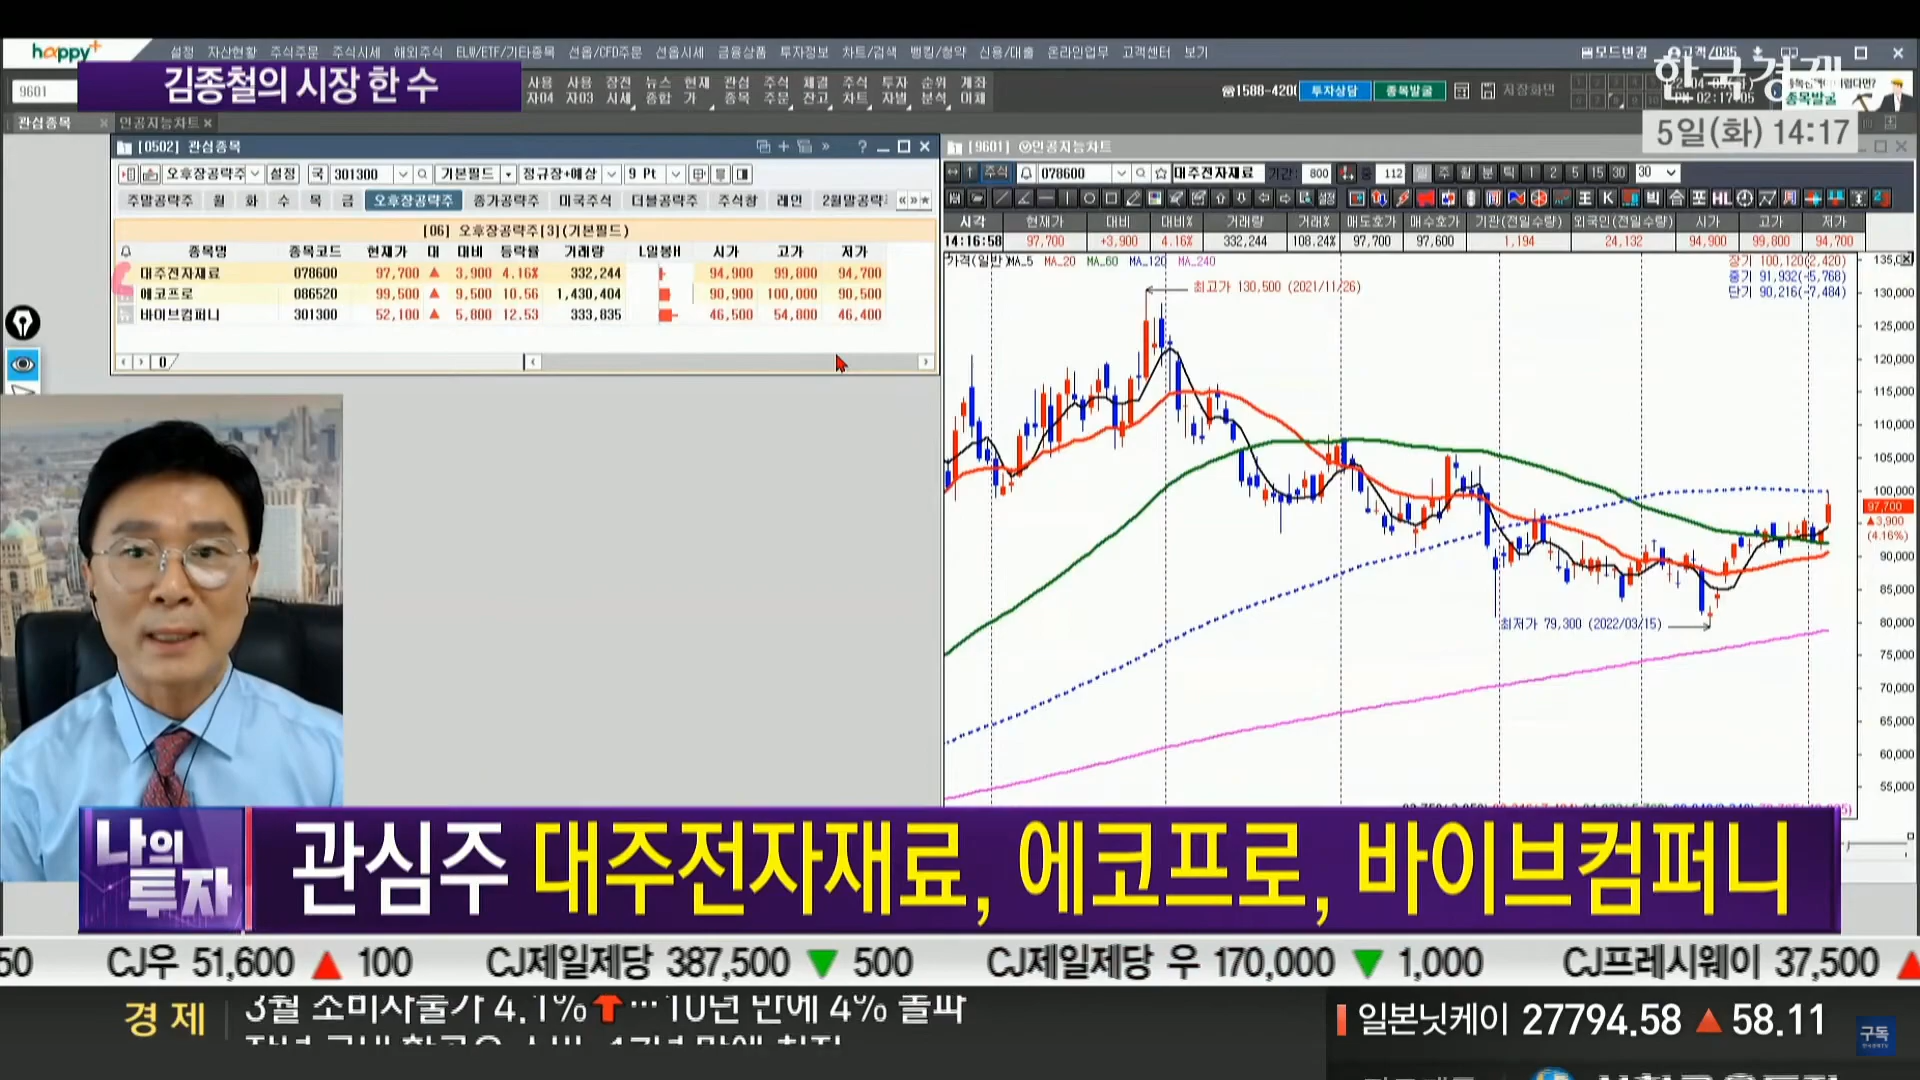 happy+
설정 자산현황 주식주문 주식시세 해외주식 ELW/ETF/기타종목 선옵/CFD주문 선옵시세 금융상품 투자정보 차트/검색 뱅킹/청약 신용/대출 온라인업무 고객센터 보기
모드변경
9601
김종철의 시장 한 수
사용자04 사용자03 잔전시세 뉴스종합 현재가 관심종목 주식주문 체결잔고 주식차트 투자자별 순위분석 계좌미체
☎1588-420
투자상담
종목발굴
저장화면
한국경제
5일(화) 14:17
관심종목 × 인공지능차트 ×
[0502] 관심종목
오후장공략주 설정 국 301300 기본필드 정규장+예상 9 Pt
주말공략주 월 화 수 목 금 오후장공략주 종가공략주 미국주식 더블공략주 주식창 레인
[06] 오후장공략주[3](기본필드)
종목명 종목코드 현재가 대 대비 등락률 거래량 L일봉H 시가 고가 저가
대주전자재료 078600 97,700 ▲ 3,900 4.16% 332,244 94,900 99,800 94,700
에코프로 086520 99,500 ▲ 9,500 10.56 1,430,404 90,900 100,000 90,500
바이브컴퍼니 301300 52,100 ▲ 5,800 12.53 333,835 46,500 54,800 46,400
[9601] 인공지능차트
주식 078600 대주전자재료 기간: 800 112 일 주 월 분 틱 1 2 5 15 30 30
시각 현재가 대비 대비% 거래량 거래% 매도호가 매수호가 기관(전일수량) 외국인(전일수량) 시가 고가 저가
14:16:58 97,700 +3,900 4.16% 332,244 108.24% 97,700 97,600 1,194 24,132 94,900 99,800 94,700
가격(일반) MA_5 MA_20 MA_60 MA_120 MA_240
장기 100,120(2,420)
중기 91,932(-5,768)
단기 90,216(-7,484)
최고가 130,500 (2021/11/26)
최저가 79,300 (2022/03/15)
130,000
125,000
120,000
115,000
110,000
105,000
100,000
97,700
▲3,900
(4.16%)
90,000
85,000
80,000
75,000
70,000
65,000
60,000
55,000
나의 투자
관심주 대주전자재료, 에코프로, 바이브컴퍼니
50 CJ우 51,600 ▲ 100 CJ제일제당 387,500 ▼ 500 CJ제일제당 우 170,000 ▼ 1,000 CJ프레시웨이 37,500 ▲
경제
3월 소비자물가 4.1%↑…10년 만에 4% 돌파
일본닛케이 27794.58 ▲ 58.11
구독